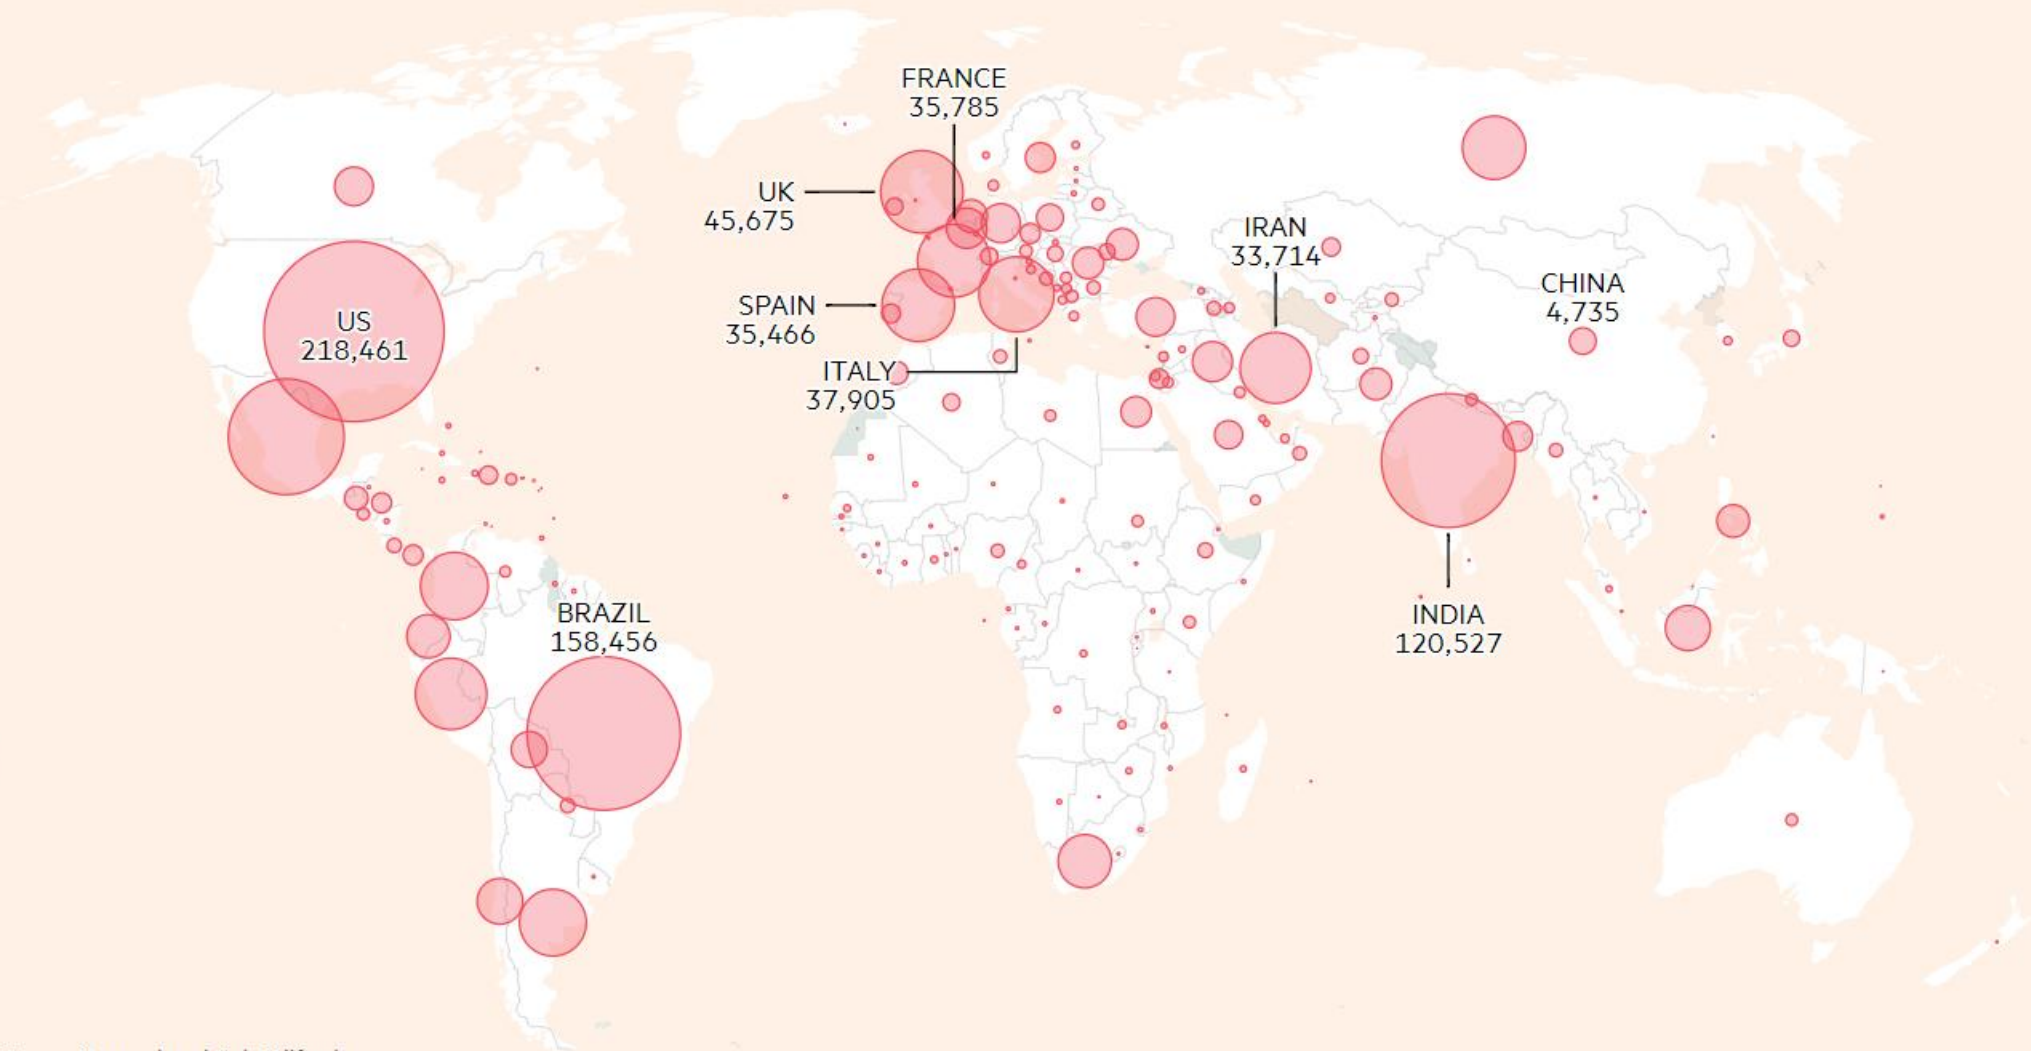 FRANCE
35,785
UK
45,675
IRAN
33,714
CHINA
4,735
SPAIN
35,466
US
218,461
ITALY
37,905
BRAZIL
158,456
INDIA
120,527